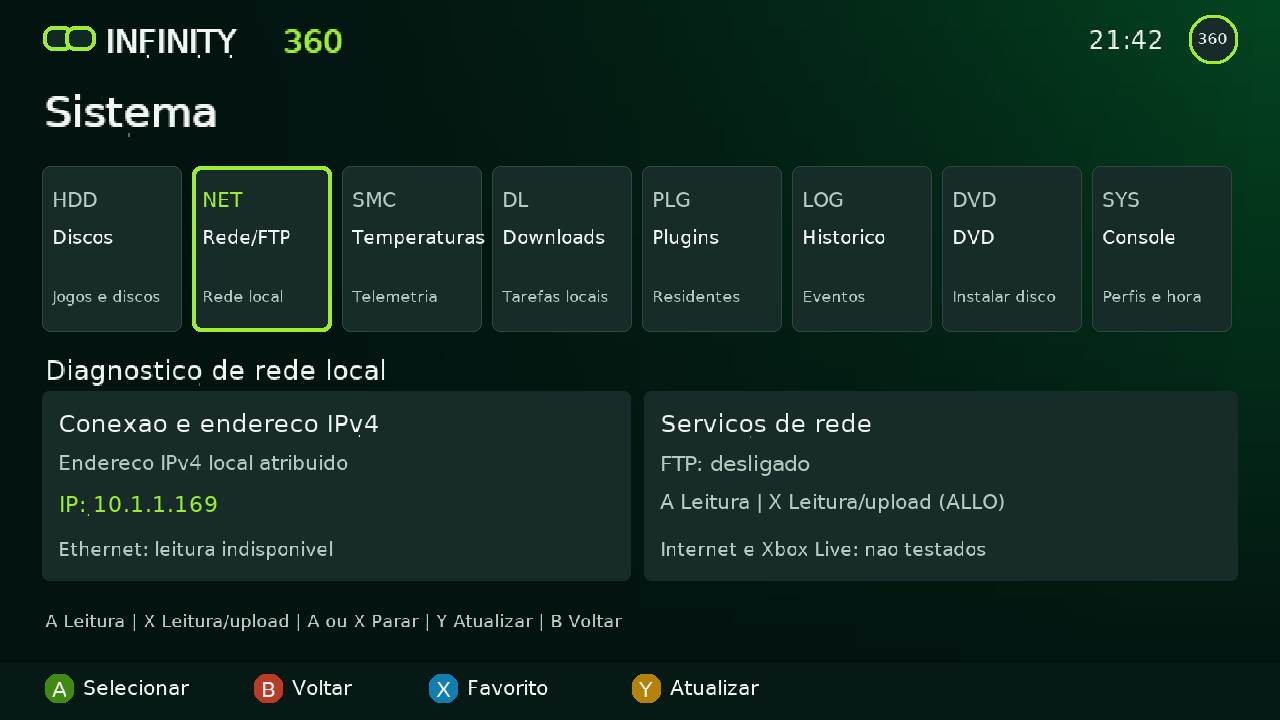 INFINITY 360
21:42
360
Sistema
HDD
Discos
Jogos e discos
NET
Rede/FTP
Rede local
SMC
Temperaturas
Telemetria
DL
Downloads
Tarefas locais
PLG
Plugins
Residentes
LOG
Historico
Eventos
DVD
DVD
Instalar disco
SYS
Console
Perfis e hora
Diagnostico de rede local
Conexao e endereco IPv4
Endereco IPv4 local atribuido
IP: 10.1.1.169
Ethernet: leitura indisponivel
Servicos de rede
FTP: desligado
A Leitura | X Leitura/upload (ALLO)
Internet e Xbox Live: nao testados
A Leitura | X Leitura/upload | A ou X Parar | Y Atualizar | B Voltar
A Selecionar
B Voltar
X Favorito
Y Atualizar